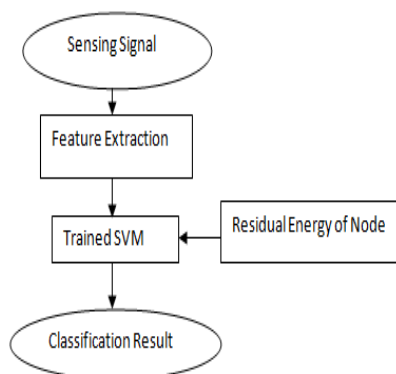 Sensing Signal
Feature Extraction
Trained SVM
Residual Energy of Node
Classification Result